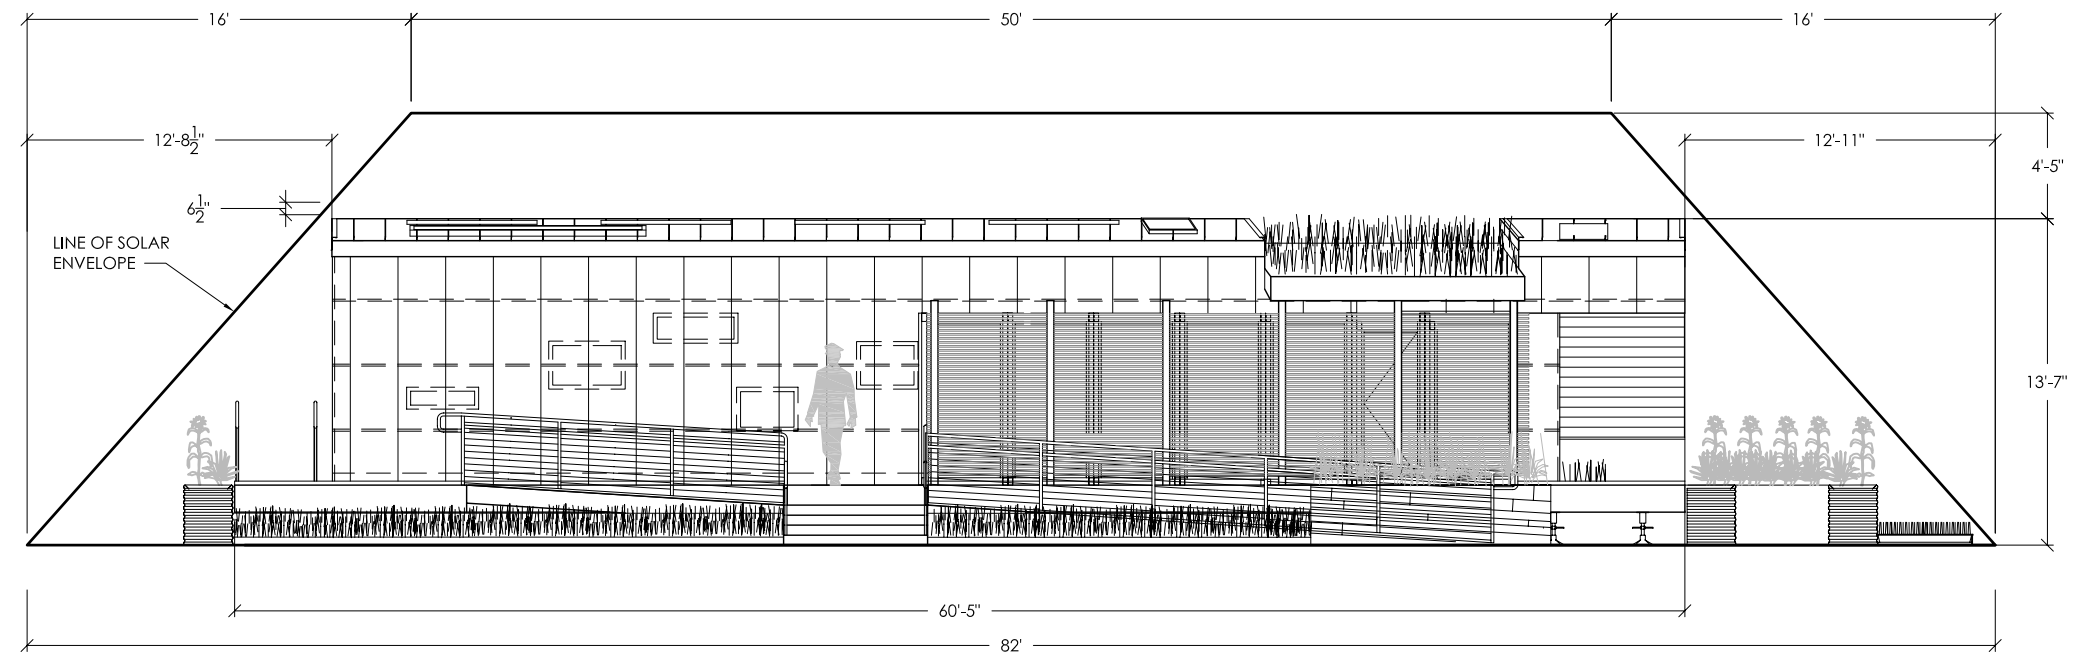 16' 50' 16'
12'-8 1/2" 12'-11"
4'-5"
6 1/2"
LINE OF SOLAR
ENVELOPE
13'-7"
60'-5"
82'